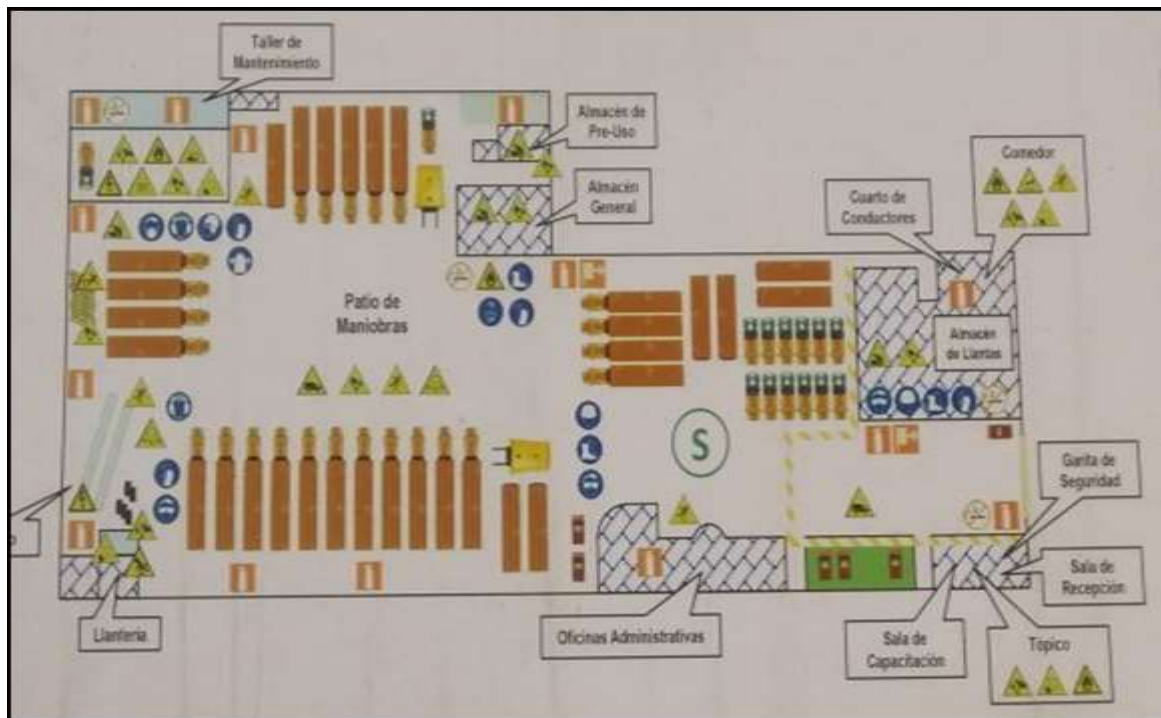 Taller de
Mantenimiento
Almacén de
Pre-Uso
Almacén
General
Comedor
Cuarto de
Conductores
Patio de
Maniobras
Almacén
de Llantas
S
Garita de
Seguridad
Sala de
Recepción
Llantería
Oficinas Administrativas
Sala de
Capacitación
Tópico